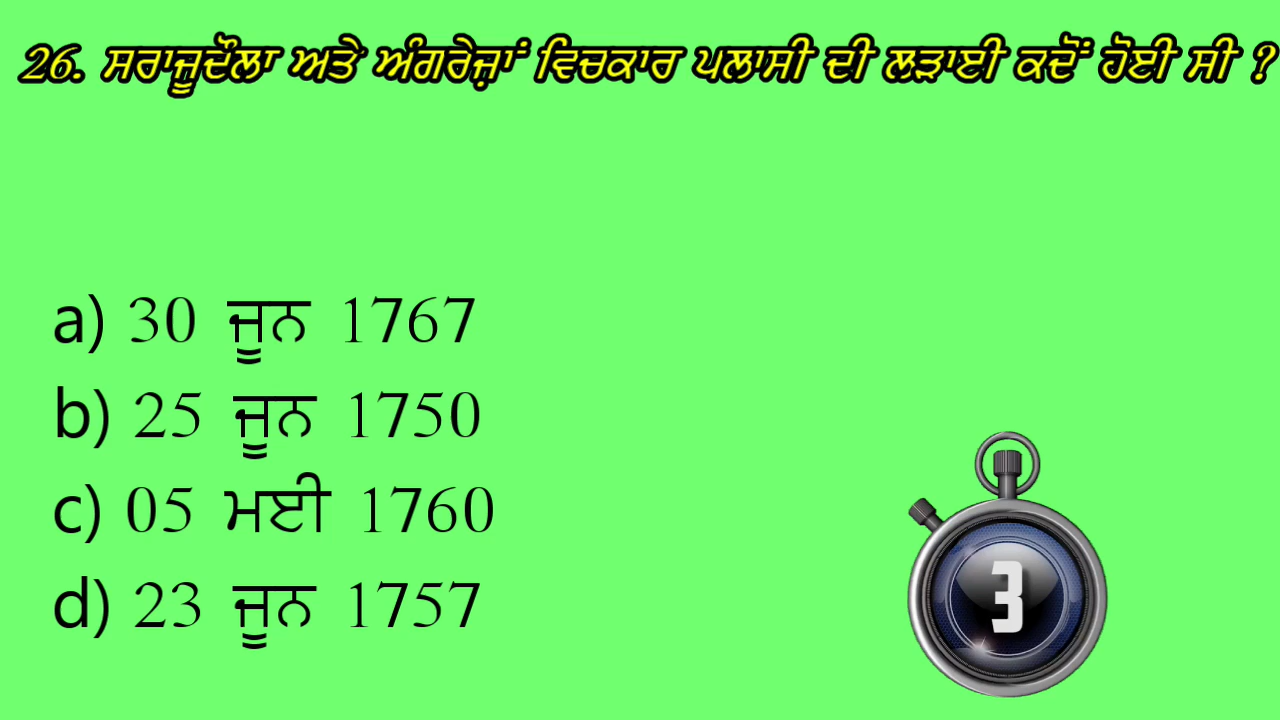 26. ਸਰਾਜੂਦੌਲਾ ਅਤੇ ਅੰਗਰੇਜ਼ਾਂ ਵਿਚਕਾਰ ਪਲਾਸੀ ਦੀ ਲੜਾਈ ਕਦੋਂ ਹੋਈ ਸੀ ?
a) 30 ਜੂਨ 1767
b) 25 ਜੂਨ 1750
c) 05 ਮਈ 1760
d) 23 ਜੂਨ 1757
3